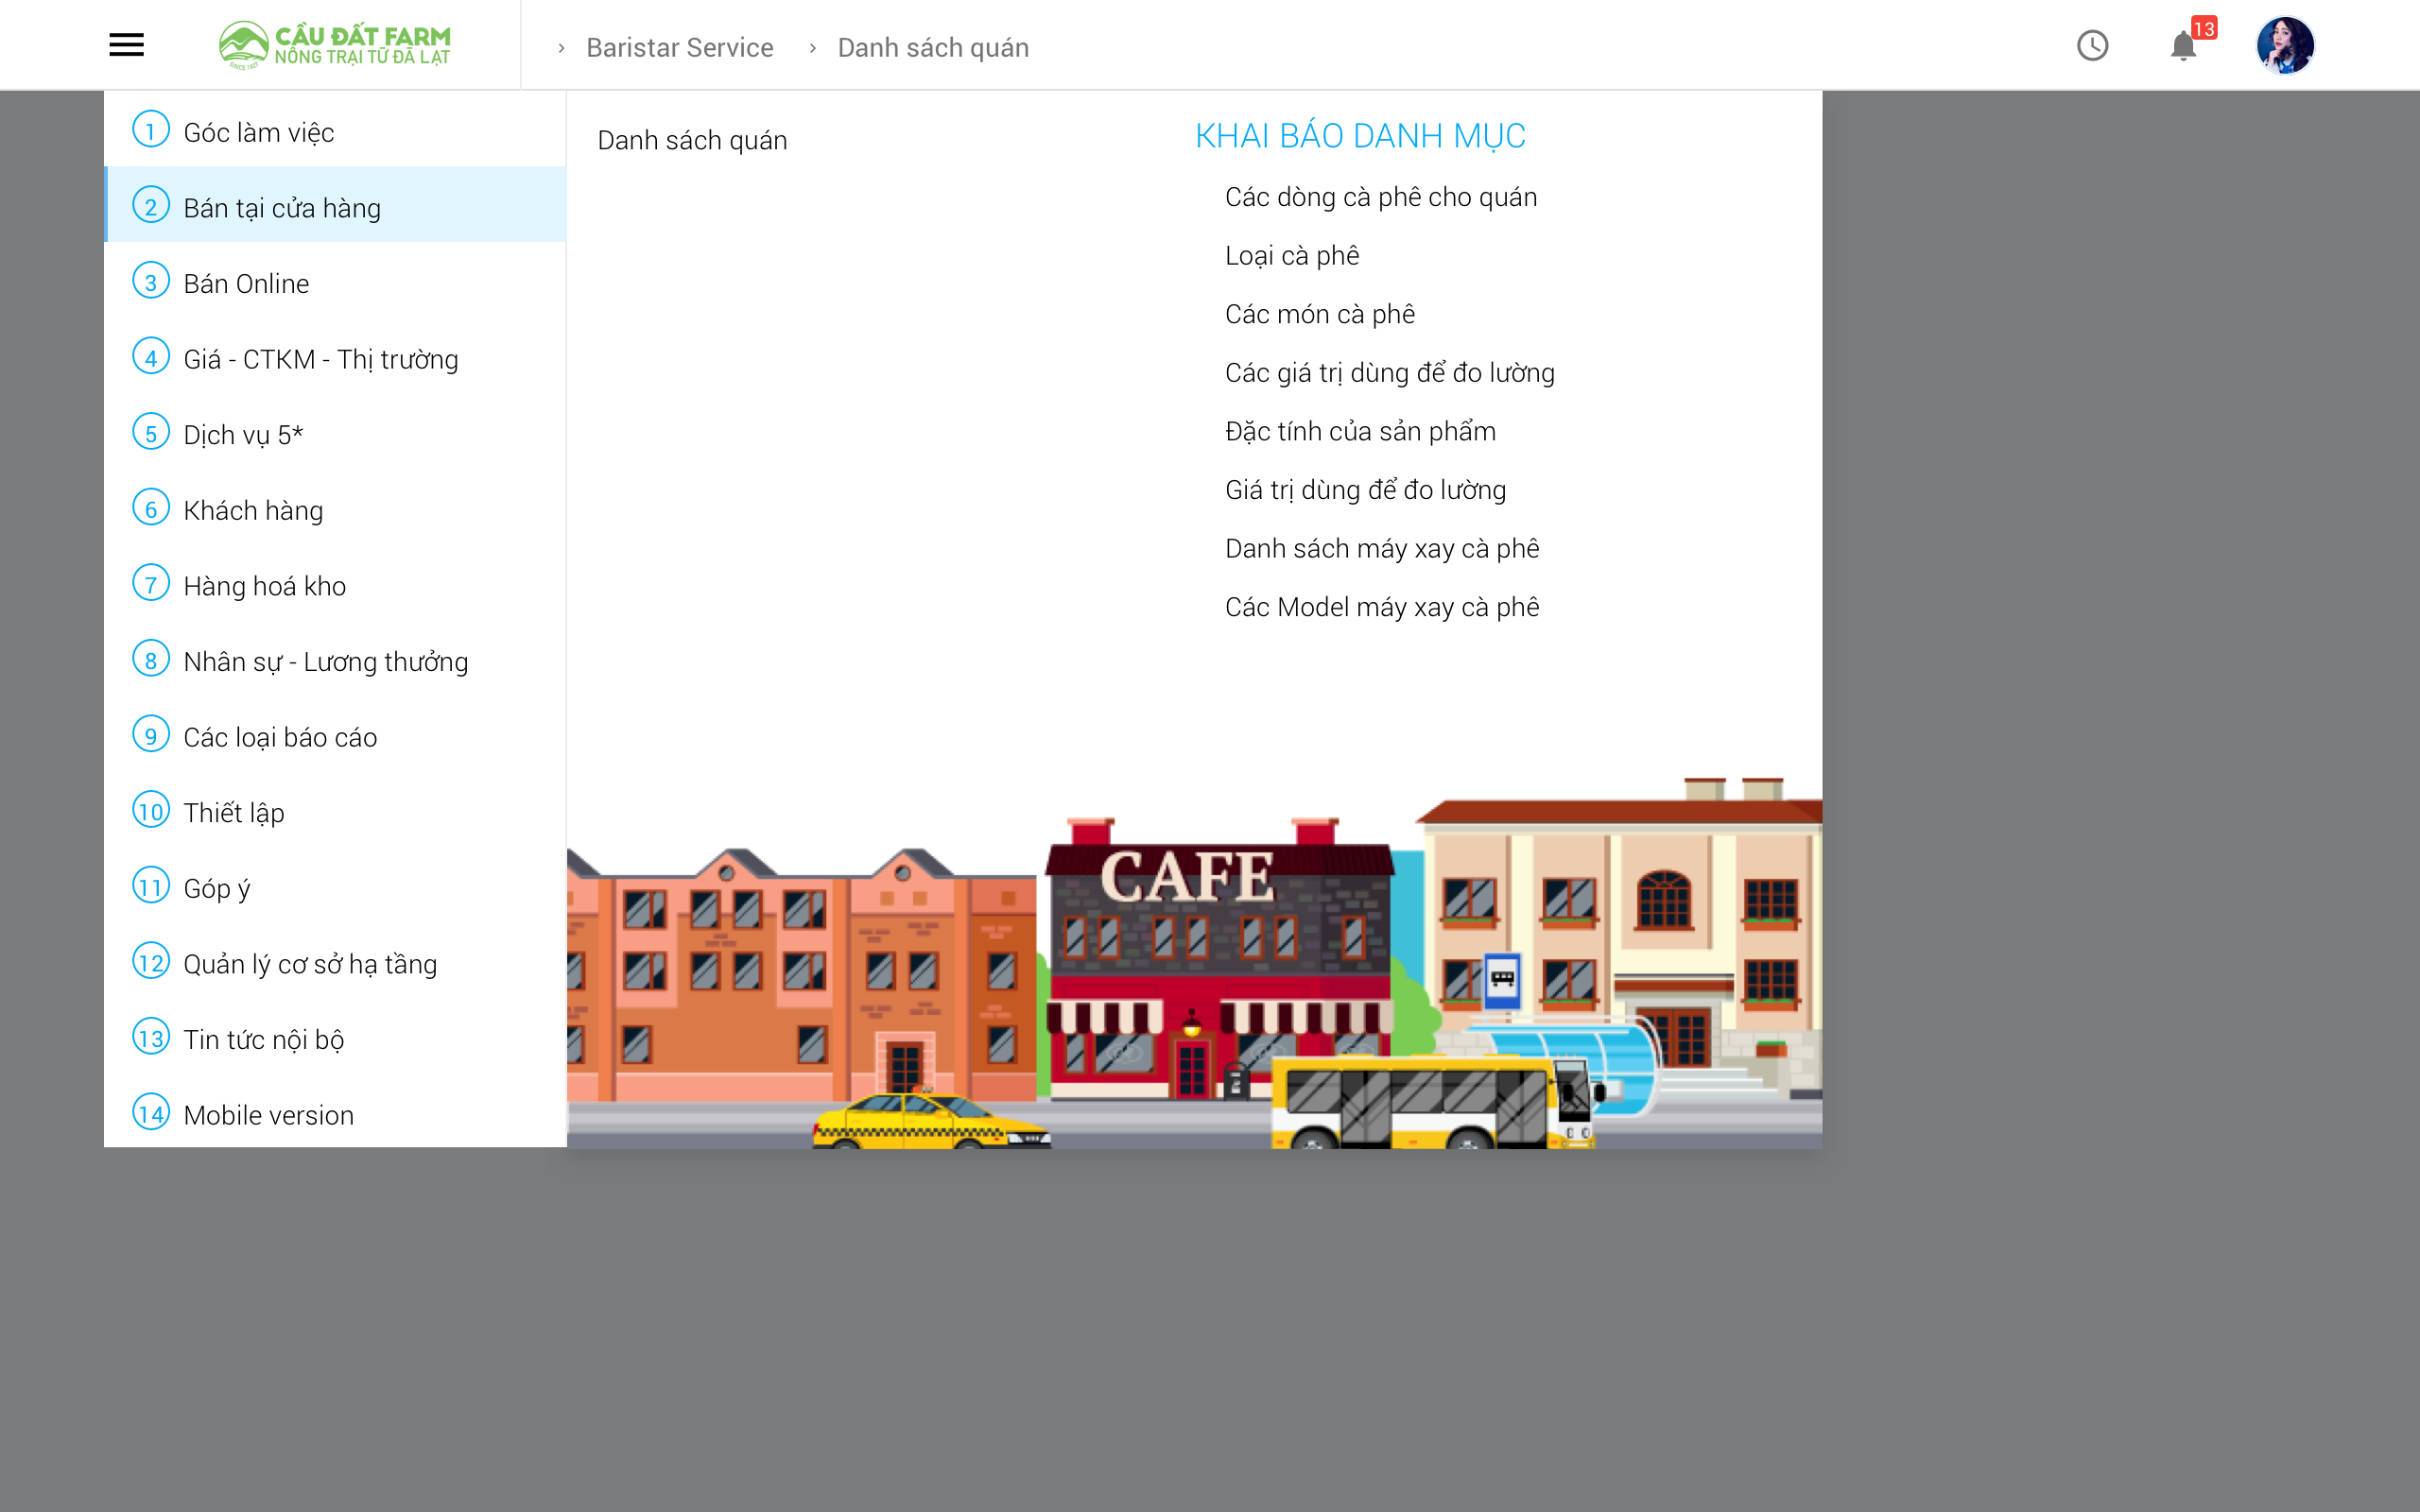 CẦU ĐẤT FARM
NÔNG TRẠI TỪ ĐÀ LẠT
SINCE 1927
› Baristar Service › Danh sách quán
13
1 Góc làm việc
2 Bán tại cửa hàng
3 Bán Online
4 Giá - CTKM - Thị trường
5 Dịch vụ 5*
6 Khách hàng
7 Hàng hoá kho
8 Nhân sự - Lương thưởng
9 Các loại báo cáo
10 Thiết lập
11 Góp ý
12 Quản lý cơ sở hạ tầng
13 Tin tức nội bộ
14 Mobile version
Danh sách quán
KHAI BÁO DANH MỤC
Các dòng cà phê cho quán
Loại cà phê
Các món cà phê
Các giá trị dùng để đo lường
Đặc tính của sản phẩm
Giá trị dùng để đo lường
Danh sách máy xay cà phê
Các Model máy xay cà phê
CAFE